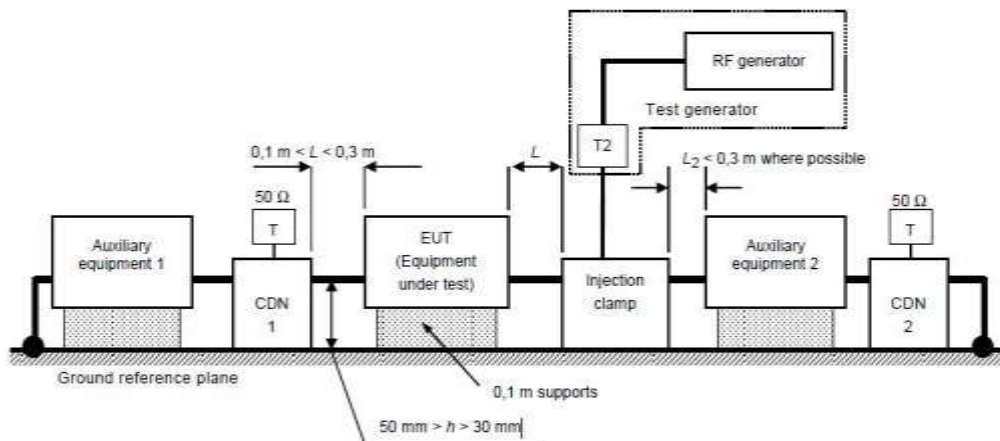 RF generator
Test generator
T2
0,1 m < L < 0,3 m
L
L2 < 0,3 m where possible
50 Ω
T
50 Ω
T
Auxiliary
equipment 1
CDN
1
EUT
(Equipment
under test)
Injection
clamp
Auxiliary
equipment 2
CDN
2
Ground reference plane
0,1 m supports
50 mm > h > 30 mm